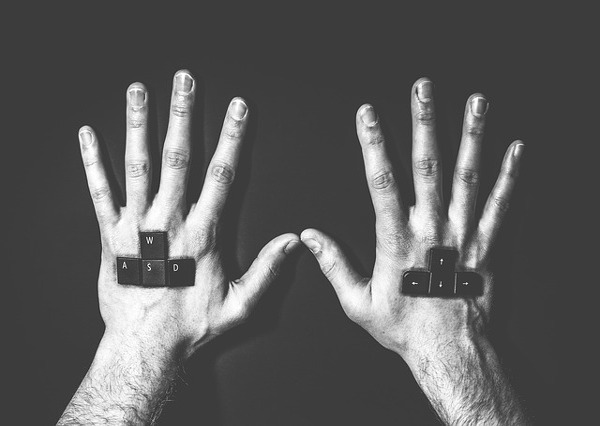 W
A S D
↑
← ↓ →